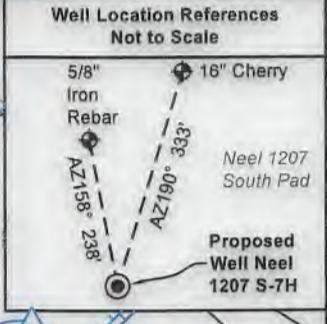 Well Location References
Not to Scale
5/8"
Iron
Rebar
16" Cherry
AZ158° 238'
AZ190° 333'
Neel 1207
South Pad
Proposed
Well Neel
1207 S-7H